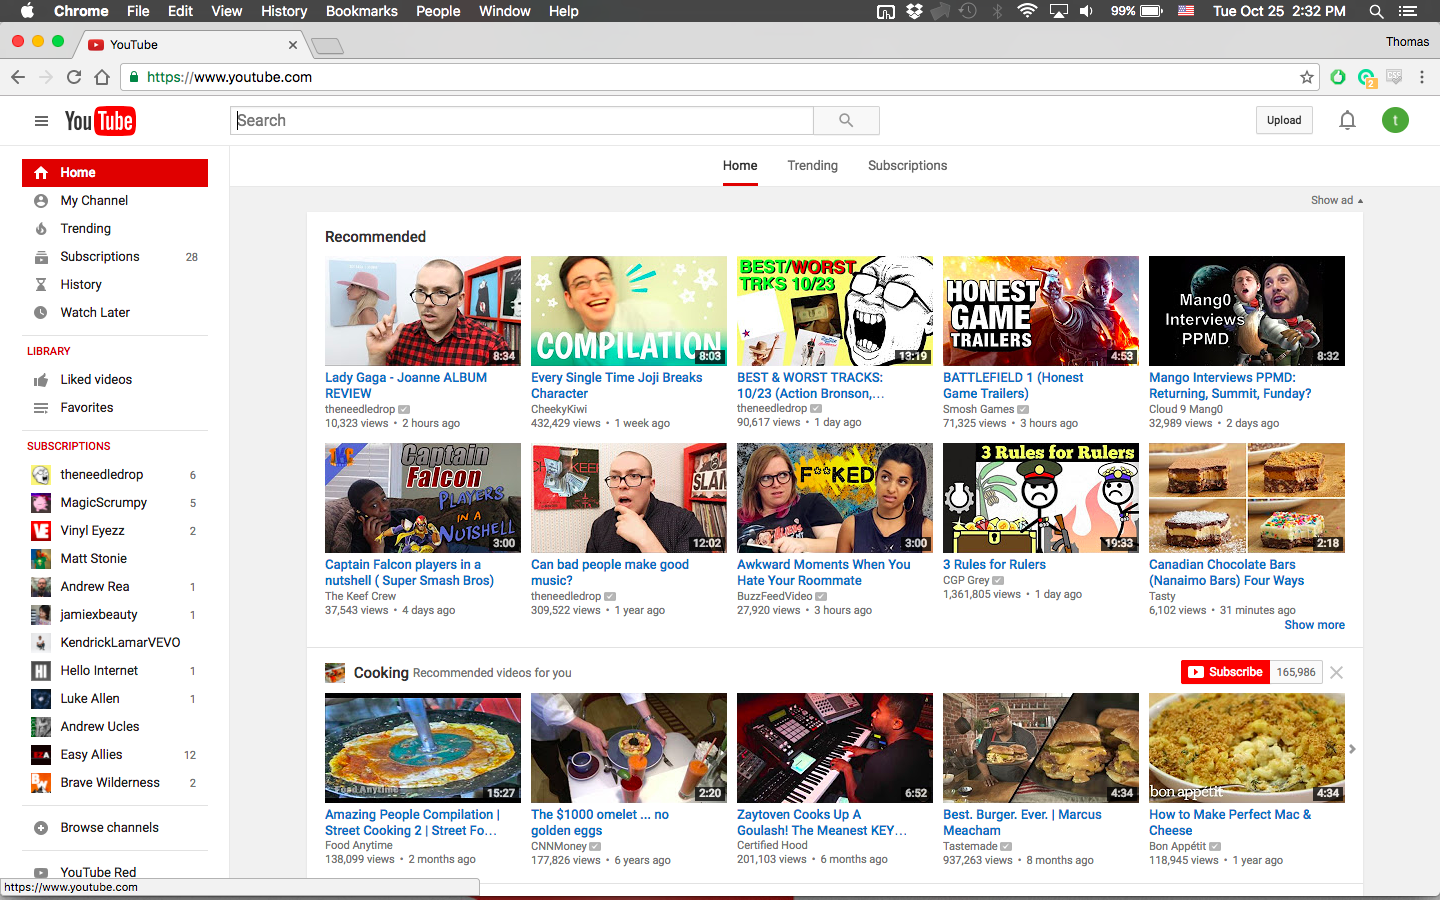 Chrome File Edit View History Bookmarks People Window Help 99% Tue Oct 25 2:32 PM
YouTube Thomas
https://www.youtube.com 2
YouTube Search Upload t
Home Trending Subscriptions
Show ad
Home
My Channel
Trending
Subscriptions 28
History
Watch Later
LIBRARY
Liked videos
Favorites
SUBSCRIPTIONS
theneedledrop 6
MagicScrumpy 5
Vinyl Eyezz 2
Matt Stonie
Andrew Rea 1
jamiexbeauty 1
KendrickLamarVEVO
Hello Internet 1
Luke Allen 1
Andrew Ucles
Easy Allies 12
Brave Wilderness 2
Browse channels
YouTube Red
https://www.youtube.com
Recommended
8:34
Lady Gaga - Joanne ALBUM
REVIEW
theneedledrop
10,323 views • 2 hours ago
COMPILATION
8:03
Every Single Time Joji Breaks
Character
CheekyKiwi
432,429 views • 1 week ago
BEST/WORST
TRKS 10/23
13:19
BEST & WORST TRACKS:
10/23 (Action Bronson,...
theneedledrop
90,617 views • 1 day ago
HONEST
GAME
TRAILERS
4:53
BATTLEFIELD 1 (Honest
Game Trailers)
Smosh Games
71,325 views • 3 hours ago
Mang0
Interviews
PPMD
8:32
Mango Interviews PPMD:
Returning, Summit, Funday?
Cloud 9 Mang0
32,989 views • 2 days ago
TKC
Captain
Falcon
PLAYERS
IN A
NUTSHELL
3:00
Captain Falcon players in a
nutshell ( Super Smash Bros)
The Keef Crew
37,543 views • 4 days ago
SLAM
12:02
Can bad people make good
music?
theneedledrop
309,522 views • 1 year ago
F**KED
3:00
Awkward Moments When You
Hate Your Roommate
BuzzFeedVideo
27,920 views • 3 hours ago
3 Rules for Rulers
19:33
3 Rules for Rulers
CGP Grey
1,361,805 views • 1 day ago
2:18
Canadian Chocolate Bars
(Nanaimo Bars) Four Ways
Tasty
6,102 views • 31 minutes ago
Show more
Cooking Recommended videos for you Subscribe 165,986
Food Anytime
15:27
Amazing People Compilation |
Street Cooking 2 | Street Fo...
Food Anytime
138,099 views • 2 months ago
2:20
The $1000 omelet ... no
golden eggs
CNNMoney
177,826 views • 6 years ago
6:52
Zaytoven Cooks Up A
Goulash! The Meanest KEY...
Certified Hood
201,103 views • 6 months ago
4:34
Best. Burger. Ever. | Marcus
Meacham
Tastemade
937,263 views • 8 months ago
bon appétit
4:34
How to Make Perfect Mac &
Cheese
Bon Appétit
118,945 views • 1 year ago